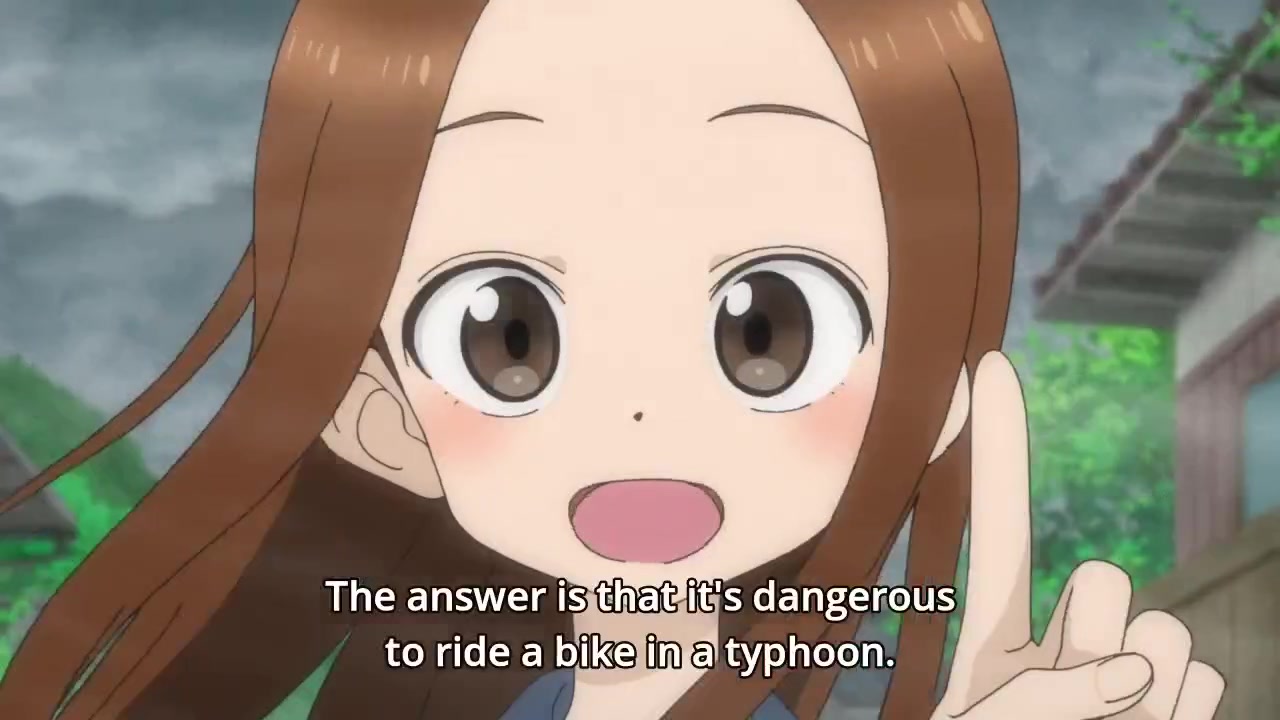 The answer is that it's dangerous
to ride a bike in a typhoon.